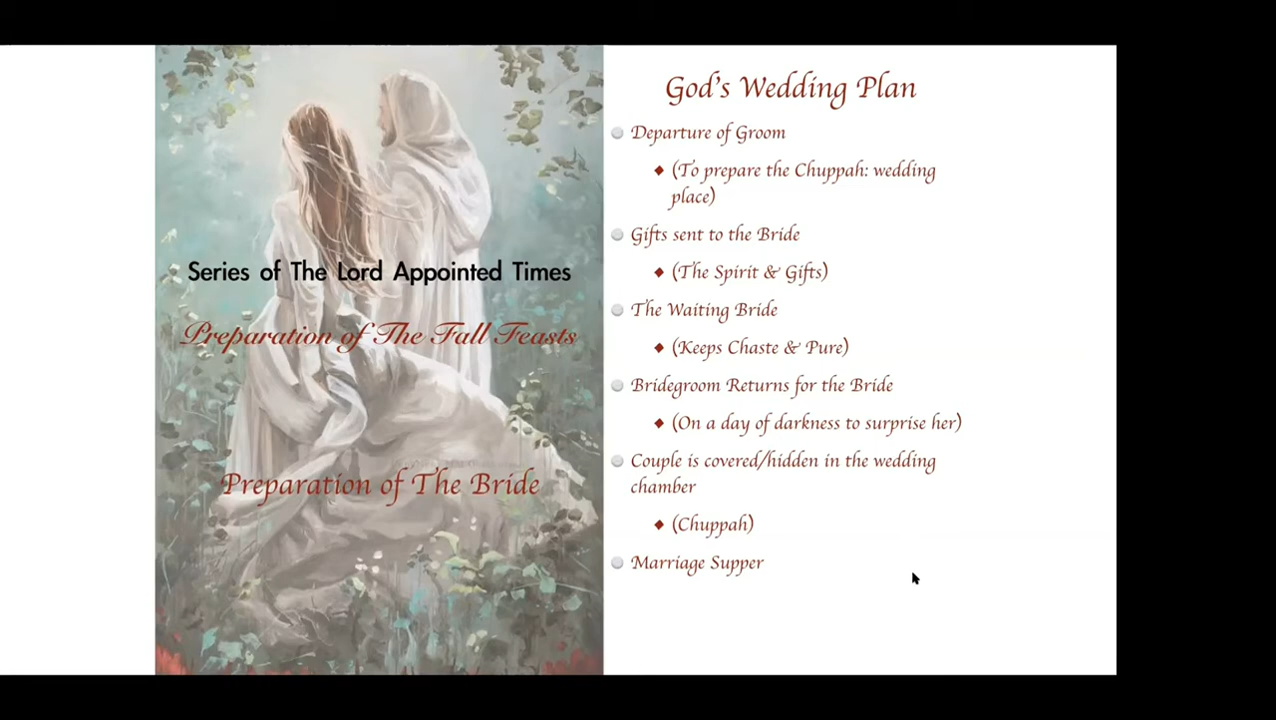 Series of The Lord Appointed Times
Preparation of The Fall Feasts
Preparation of The Bride
God's Wedding Plan
Departure of Groom
(To prepare the Chuppah: wedding
place)
Gifts sent to the Bride
(The Spirit & Gifts)
The Waiting Bride
(Keeps Chaste & Pure)
Bridegroom Returns for the Bride
(On a day of darkness to surprise her)
Couple is covered/hidden in the wedding
chamber
(Chuppah)
Marriage Supper